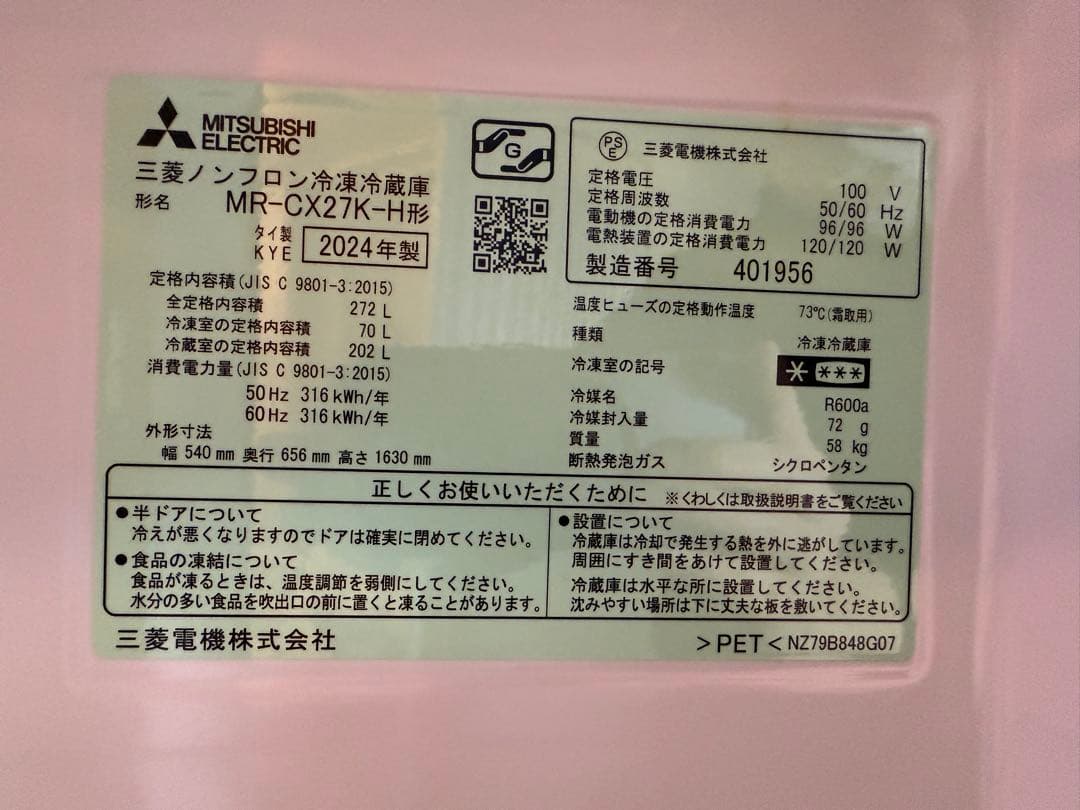 MITSUBISHI
ELECTRIC
三菱ノンフロン冷凍冷蔵庫
形名 MR-CX27K-H形
タイ製
KYE 2024年製
G
定格内容積(JIS C 9801-3:2015)
全定格内容積 272 L
冷凍室の定格内容積 70 L
冷蔵室の定格内容積 202 L
消費電力量(JIS C 9801-3:2015)
50Hz 316kWh/年
60Hz 316kWh/年
外形寸法
幅 540mm 奥行 656mm 高さ 1630mm
PSE 三菱電機株式会社
定格電圧 100 V
定格周波数 50/60 Hz
電動機の定格消費電力 96/96 W
電熱装置の定格消費電力 120/120 W
製造番号 401956
温度ヒューズの定格動作温度 73℃(霜取用)
種類 冷凍冷蔵庫
冷凍室の記号 * ***
冷媒名 R600a
冷媒封入量 72 g
質量 58 kg
断熱発泡ガス シクロペンタン
正しくお使いいただくために ※くわしくは取扱説明書をご覧ください
●半ドアについて
冷えが悪くなりますのでドアは確実に閉めてください。
●食品の凍結について
食品が凍るときは、温度調節を弱側にしてください。
水分の多い食品を吹出口の前に置くと凍ることがあります。
●設置について
冷蔵庫は冷却で発生する熱を外に逃がしています。
周囲にすき間をあけて設置してください。
冷蔵庫は水平な所に設置してください。
沈みやすい場所は下に丈夫な板を敷いてください。
三菱電機株式会社
>PET< NZ79B848G07